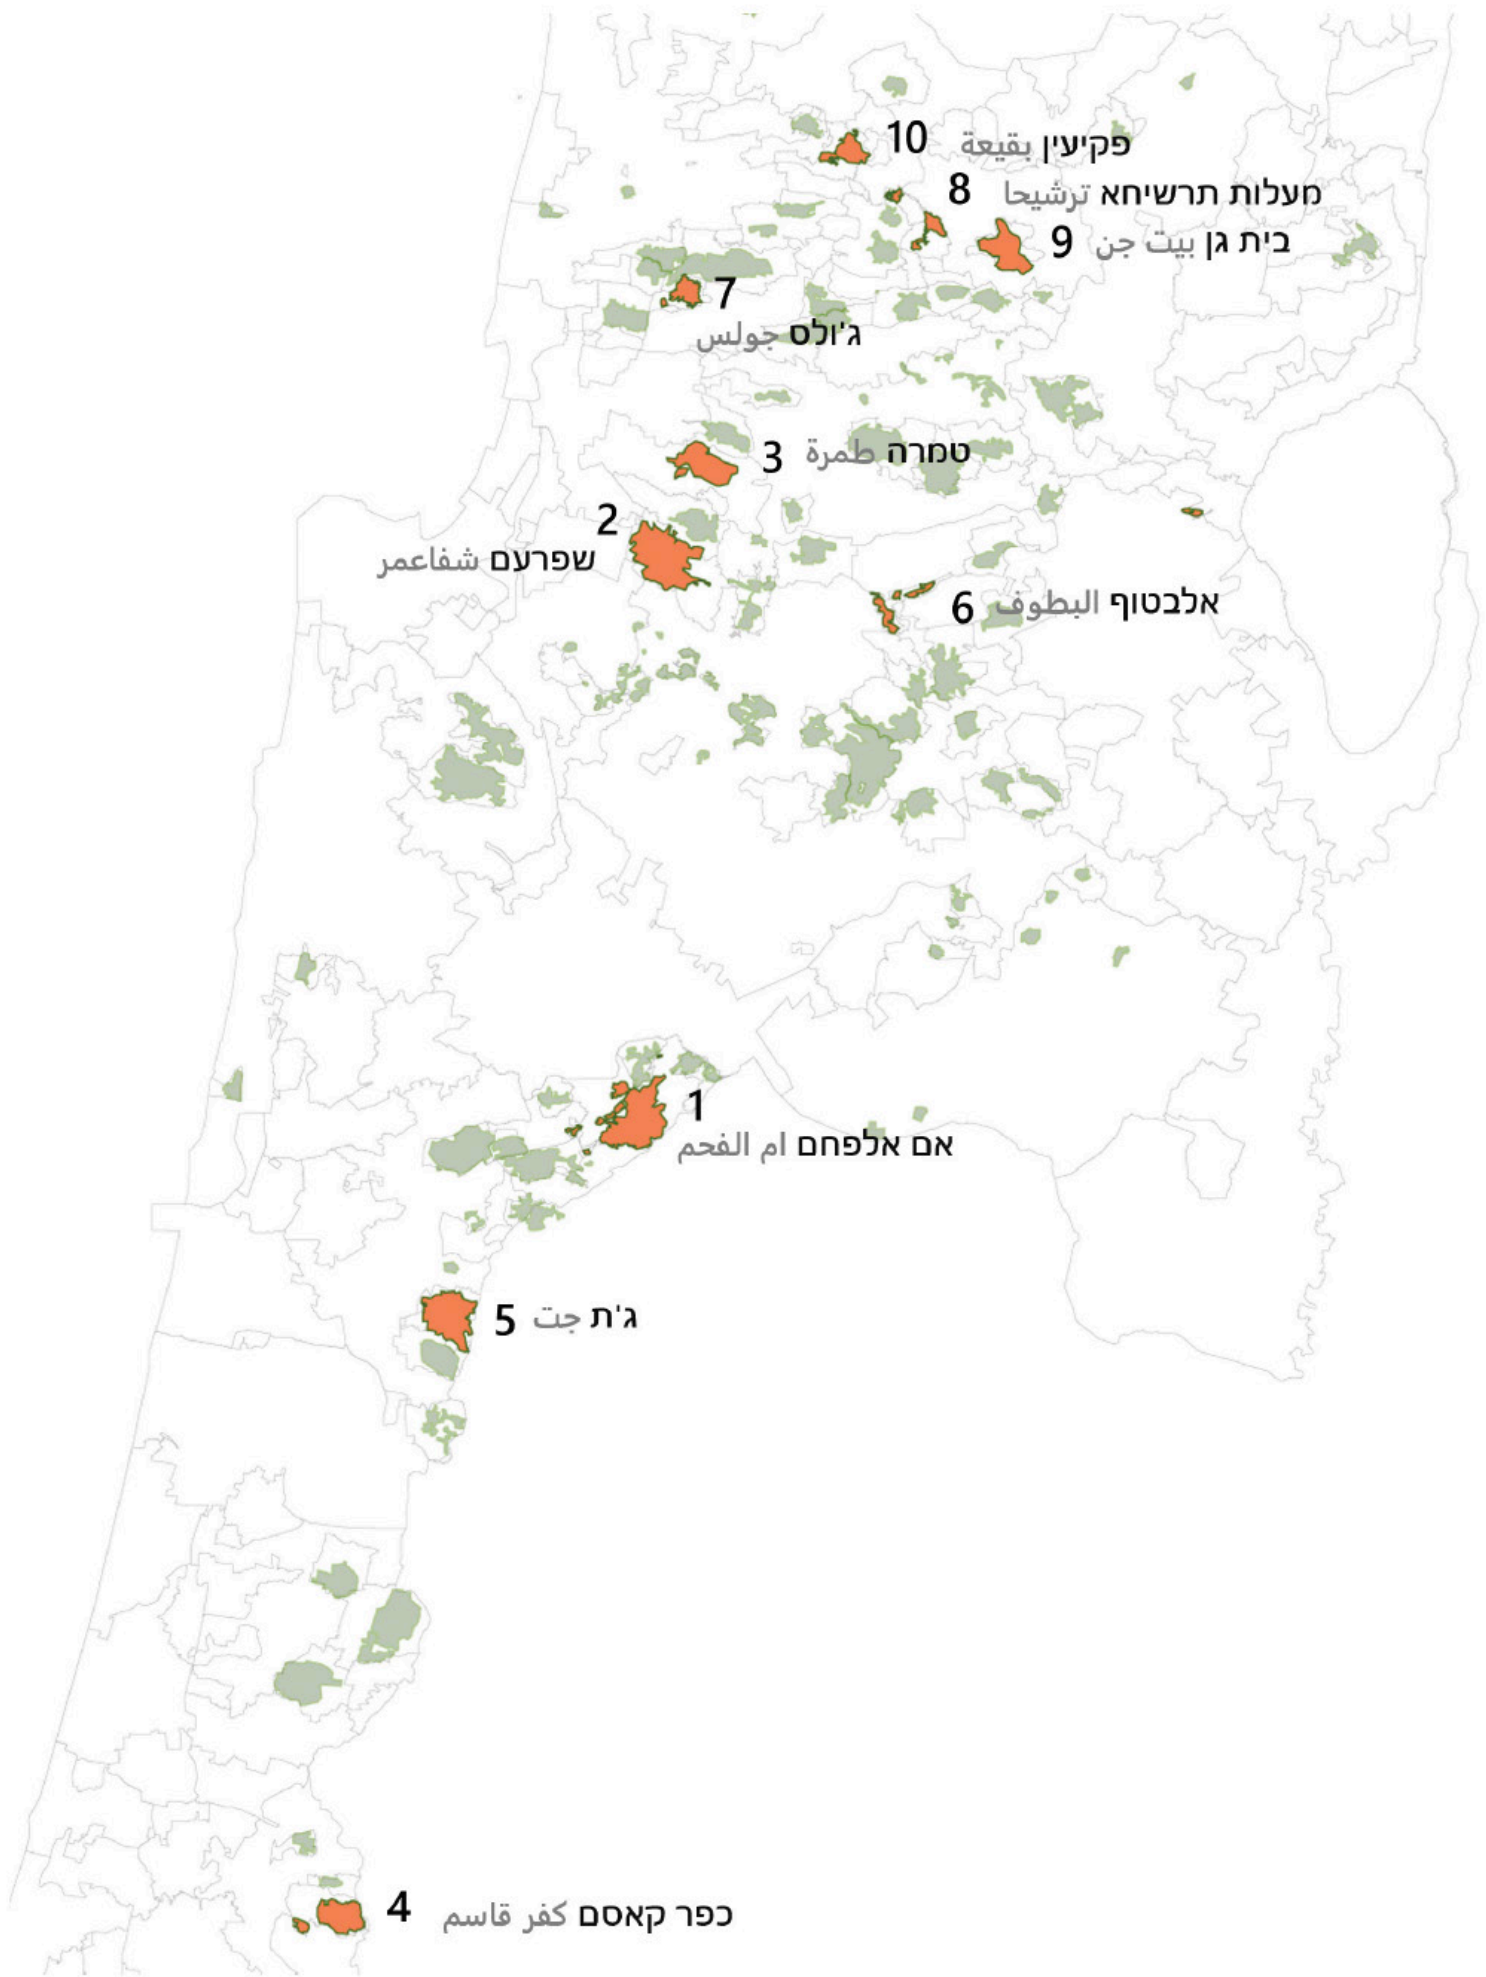 10 פקיעין بقيعة
8 מעלות תרשיחא ترشيحا
9 בית גן بيت جن
7
ג'ולס جولس
3 טמרה طمرة
2
שפרעם شفاعمر
6 אלבטוף البطوف
1
אם אלפחם ام الفحم
5 ג'ת جت
4 כפר קאסם كفر قاسم